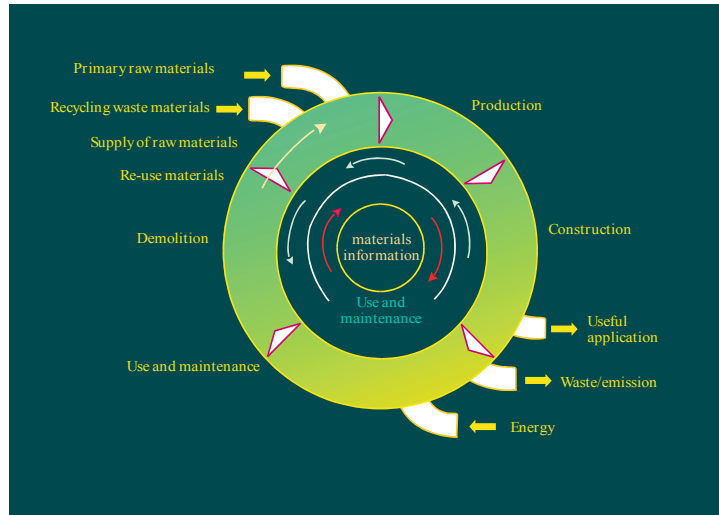 Primary raw materials
Recycling waste materials
Supply of raw materials
Re-use materials
Demolition
Use and maintenance
Production
Construction
materials
information
Use and
maintenance
Useful
application
Waste/emission
Energy